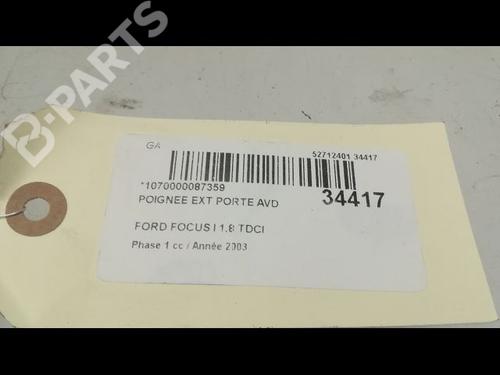 B-PARTS
GA
52712401 34417
*1070000087359
34417
POIGNEE EXT PORTE AVD
FORD FOCUS I 1.8 TDCI
Phase 1 cc / Année 2003